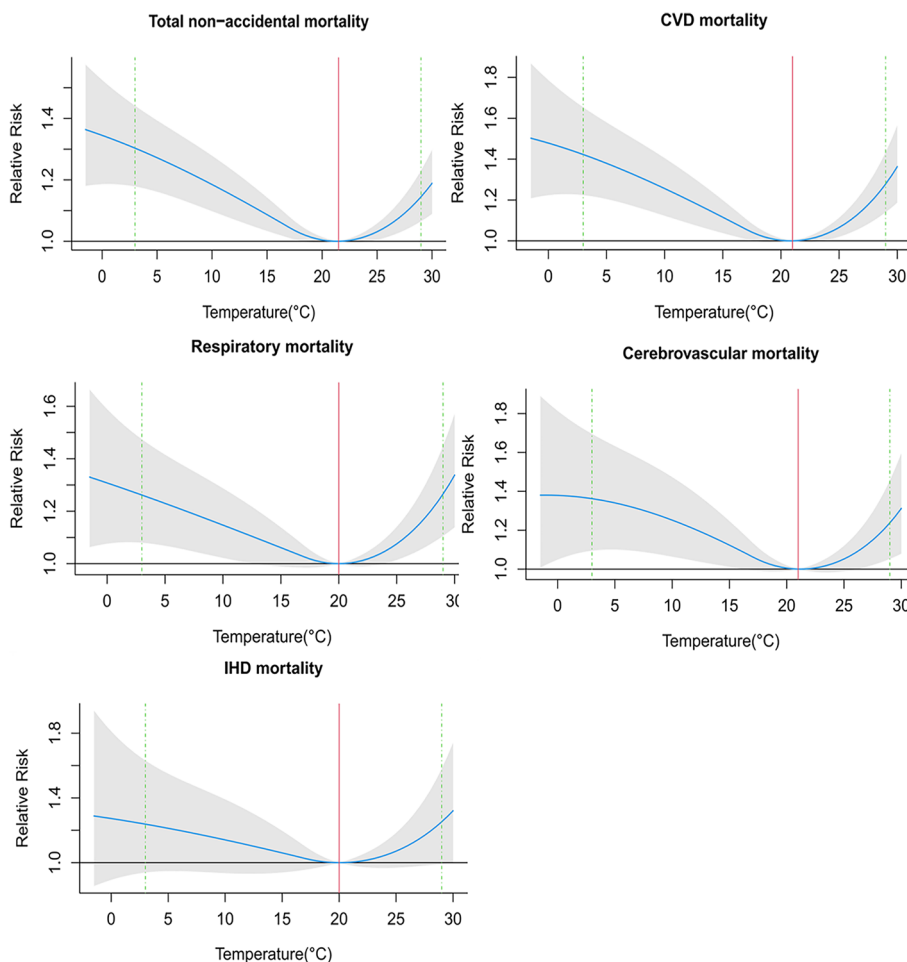 Total non−accidental mortality
Relative Risk
1.0 1.2 1.4
0 5 10 15 20 25 30
Temperature(°C)
CVD mortality
Relative Risk
1.0 1.2 1.4 1.6 1.8
0 5 10 15 20 25 30
Temperature(°C)
Respiratory mortality
Relative Risk
1.0 1.2 1.4 1.6
0 5 10 15 20 25 30
Temperature(°C)
Cerebrovascular mortality
Relative Risk
1.0 1.2 1.4 1.6 1.8
0 5 10 15 20 25 30
Temperature(°C)
IHD mortality
Relative Risk
1.0 1.4 1.8
0 5 10 15 20 25 30
Temperature(°C)